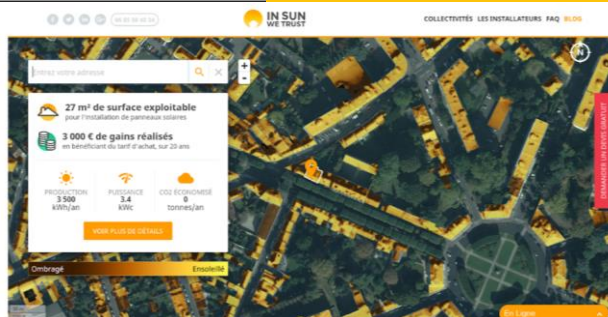 IN SUN
WE TRUST
COLLECTIVITÉS LES INSTALLATEURS FAQ BLOG
Entrez votre adresse
+
-
N
27 m² de surface exploitable
pour l'installation de panneaux solaires
3 000 € de gains réalisés
en bénéficiant du tarif d'achat, sur 20 ans
PRODUCTION
3 500
kWh/an
PUISSANCE
3.4
kWc
CO2 ÉCONOMISÉ
0
tonnes/an
VOIR PLUS DE DÉTAILS
Ombragé
Ensoleillé
DEMANDER UN DEVIS GRATUIT
En Ligne